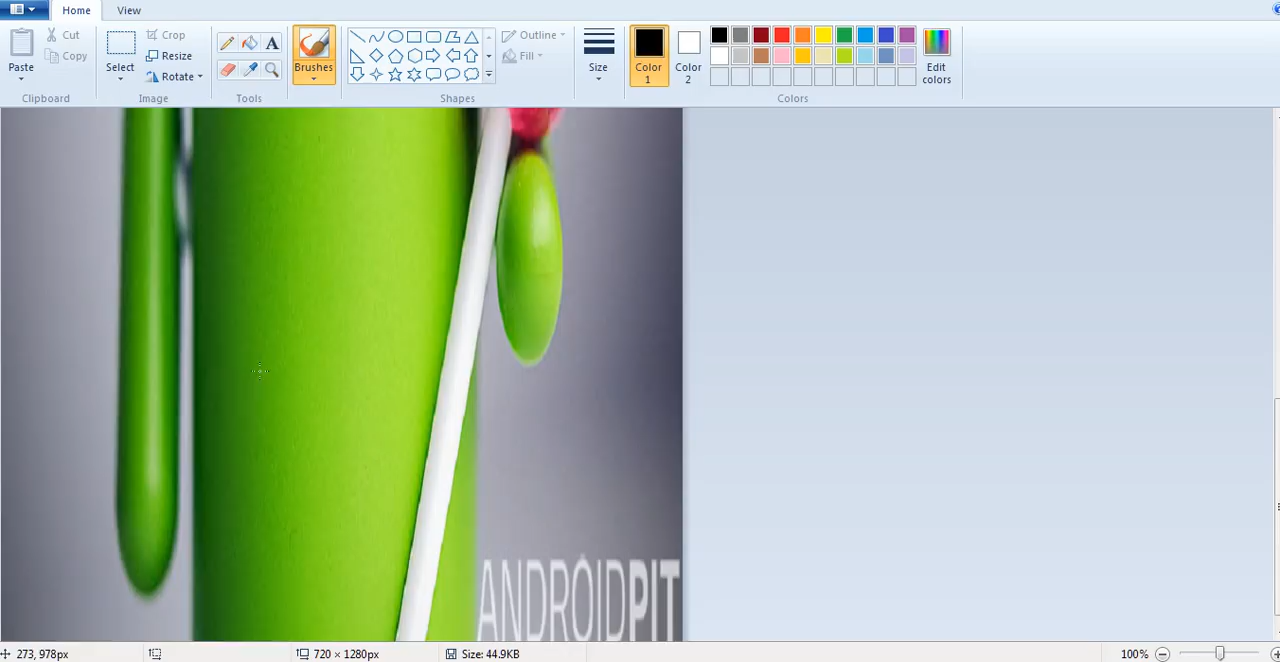 Home View
Paste
Cut
Copy
Clipboard
Select
Crop
Resize
Rotate
Image
Tools
Brushes
Shapes
Outline
Fill
Size
Color 1
Color 2
Edit colors
Colors
ANDROIDPIT
273, 978px
720 × 1280px
Size: 44.9KB
100%